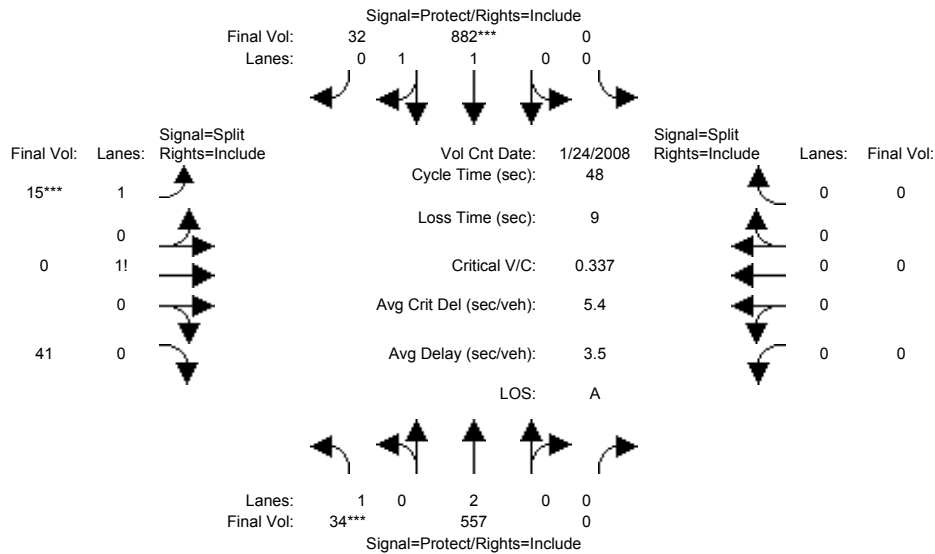 Signal=Protect/Rights=Include
Final Vol: 32 882*** 0
Lanes: 0 1 1 0 0
Signal=Split
Rights=Include
Final Vol: Lanes:
Vol Cnt Date: 1/24/2008
Signal=Split
Rights=Include
Lanes: Final Vol:
Cycle Time (sec): 48
15*** 1
0 0
Loss Time (sec): 9
0
0
0 1!
Critical V/C: 0.337
0 0
0
Avg Crit Del (sec/veh): 5.4
0
41 0
Avg Delay (sec/veh): 3.5
0 0
LOS: A
Lanes: 1 0 2 0 0
Final Vol: 34*** 557 0
Signal=Protect/Rights=Include